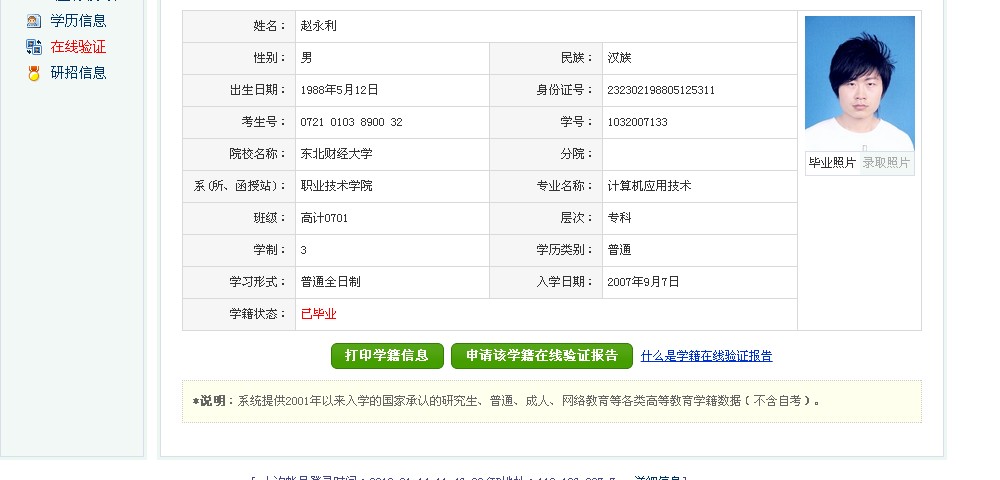 学历信息
在线验证
研招信息
姓名： 赵永利
性别： 男 民族： 汉族
出生日期： 1988年5月12日 身份证号： 232302198805125311
考生号： 0721 0103 8900 32 学号： 1032007133
院校名称： 东北财经大学 分院：
系(所、函授站)： 职业技术学院 专业名称： 计算机应用技术
班级： 高计0701 层次： 专科
学制： 3 学历类别： 普通
学习形式： 普通全日制 入学日期： 2007年9月7日
学籍状态： 已毕业
毕业照片 录取照片
打印学籍信息 申请该学籍在线验证报告 什么是学籍在线验证报告
*说明：系统提供2001年以来入学的国家承认的研究生、普通、成人、网络教育等各类高等教育学籍数据（不含自考）。